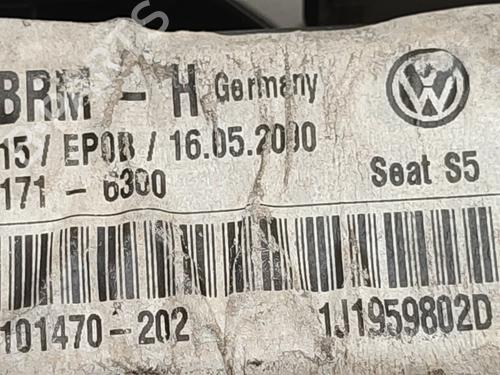 BRM - H Germany
15 / EP0B / 16.05.2000
171 - 6300 Seat S5
101470-202 1J1959802D